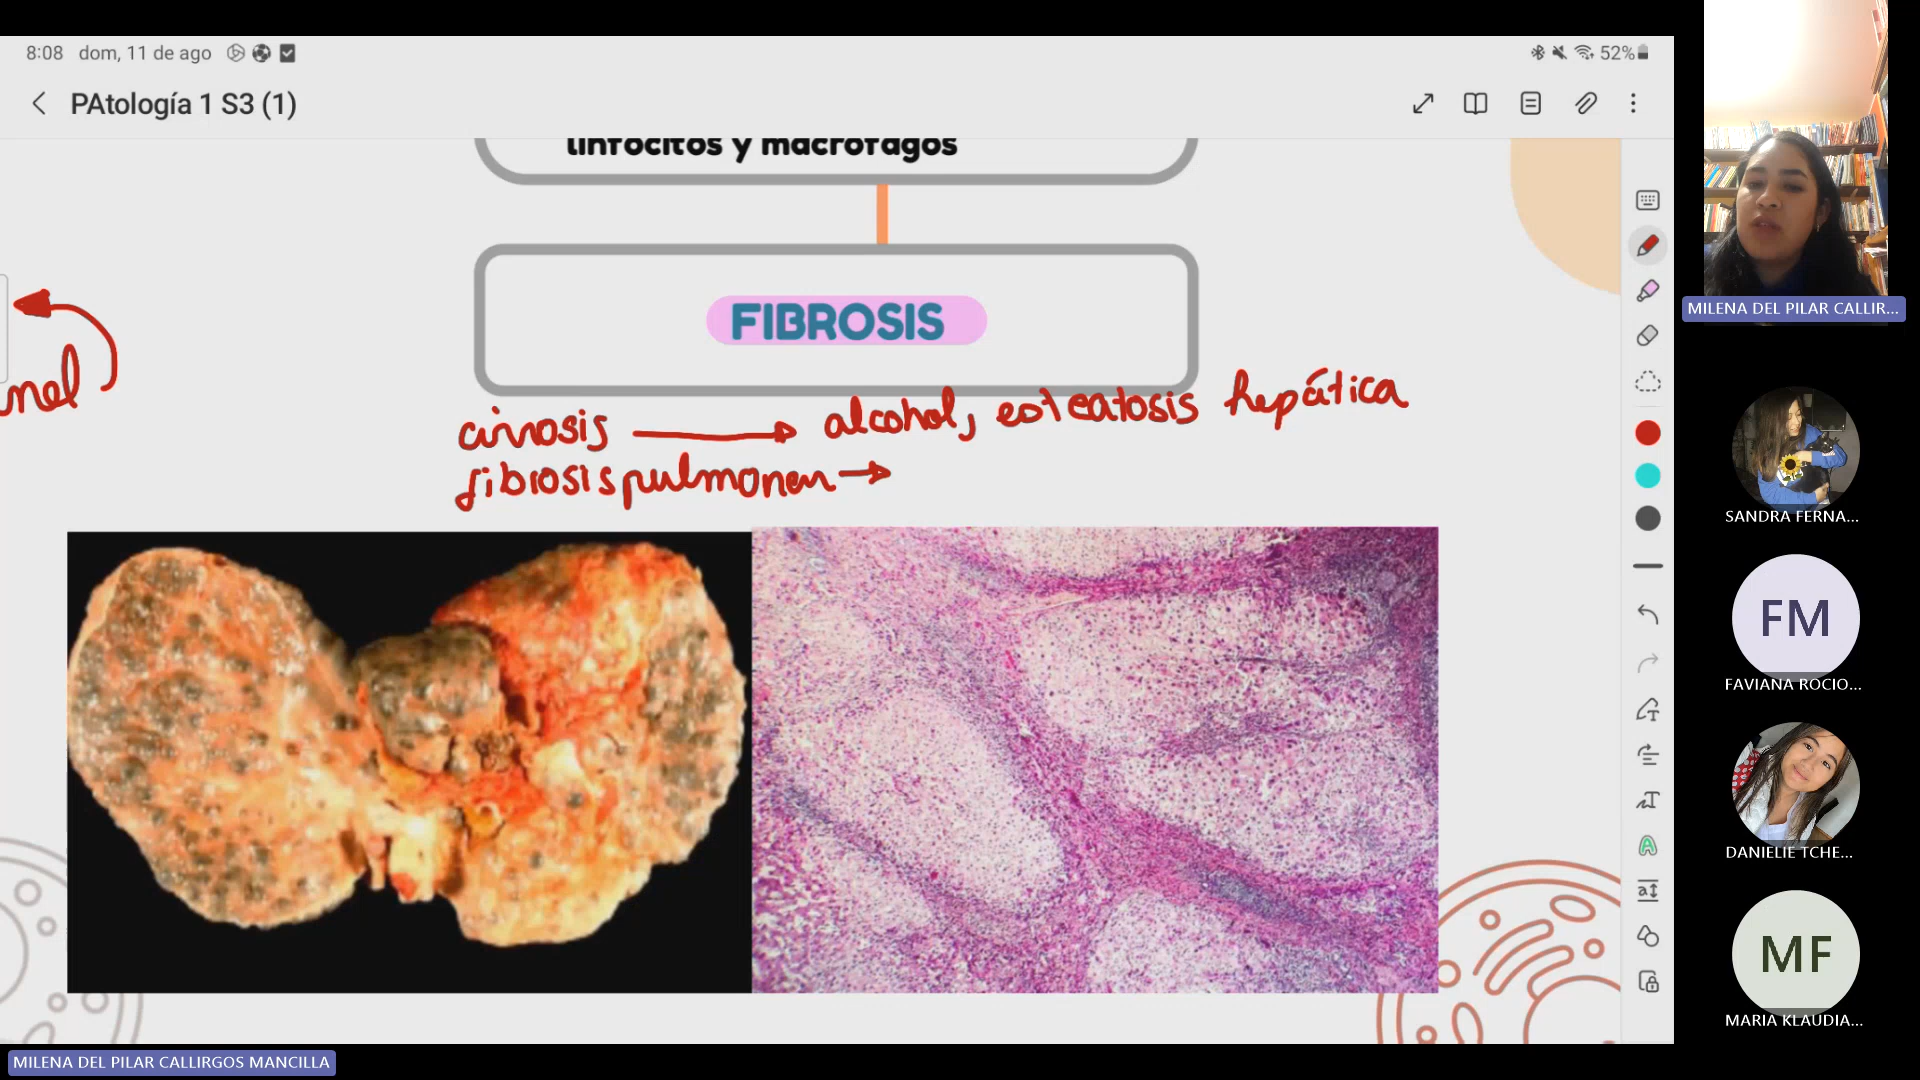 8:08 dom, 11 de ago
52%
PAtología 1 S3 (1)
linfocitos y macrófagos
FIBROSIS
nel
cirrosis → alcohol, esteatosis hepática
fibrosis pulmonar →
MILENA DEL PILAR CALLIR...
SANDRA FERNA...
FM
FAVIANA ROCIO...
DANIELIE TCHE...
MF
MARIA KLAUDIA...
MILENA DEL PILAR CALLIRGOS MANCILLA